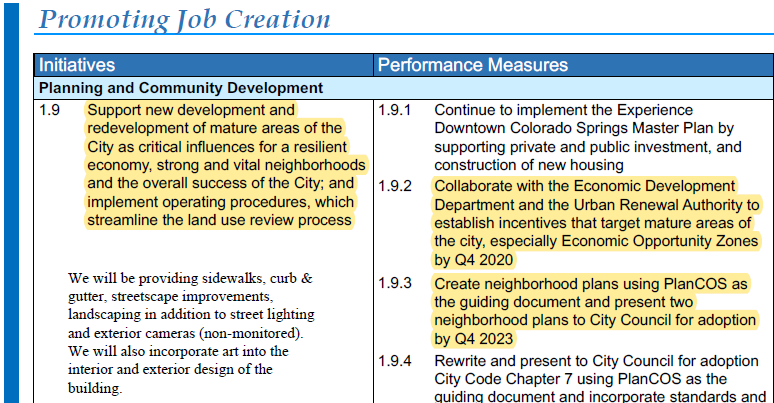 Promoting Job Creation
Initiatives
Performance Measures
Planning and Community Development
1.9 Support new development and
redevelopment of mature areas of the
City as critical influences for a resilient
economy, strong and vital neighborhoods
and the overall success of the City; and
implement operating procedures, which
streamline the land use review process
We will be providing sidewalks, curb &
gutter, streetscape improvements,
landscaping in addition to street lighting
and exterior cameras (non-monitored).
We will also incorporate art into the
interior and exterior design of the
building.
1.9.1 Continue to implement the Experience
Downtown Colorado Springs Master Plan by
supporting private and public investment, and
construction of new housing
1.9.2 Collaborate with the Economic Development
Department and the Urban Renewal Authority to
establish incentives that target mature areas of
the city, especially Economic Opportunity Zones
by Q4 2020
1.9.3 Create neighborhood plans using PlanCOS as
the guiding document and present two
neighborhood plans to City Council for adoption
by Q4 2023
1.9.4 Rewrite and present to City Council for adoption
City Code Chapter 7 using PlanCOS as the
guiding document and incorporate standards and